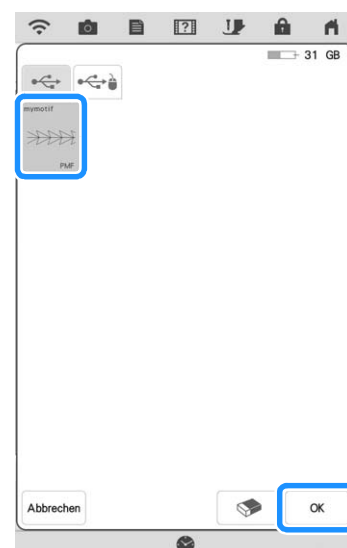 31 GB
mymotif
PMF
Abbrechen
OK